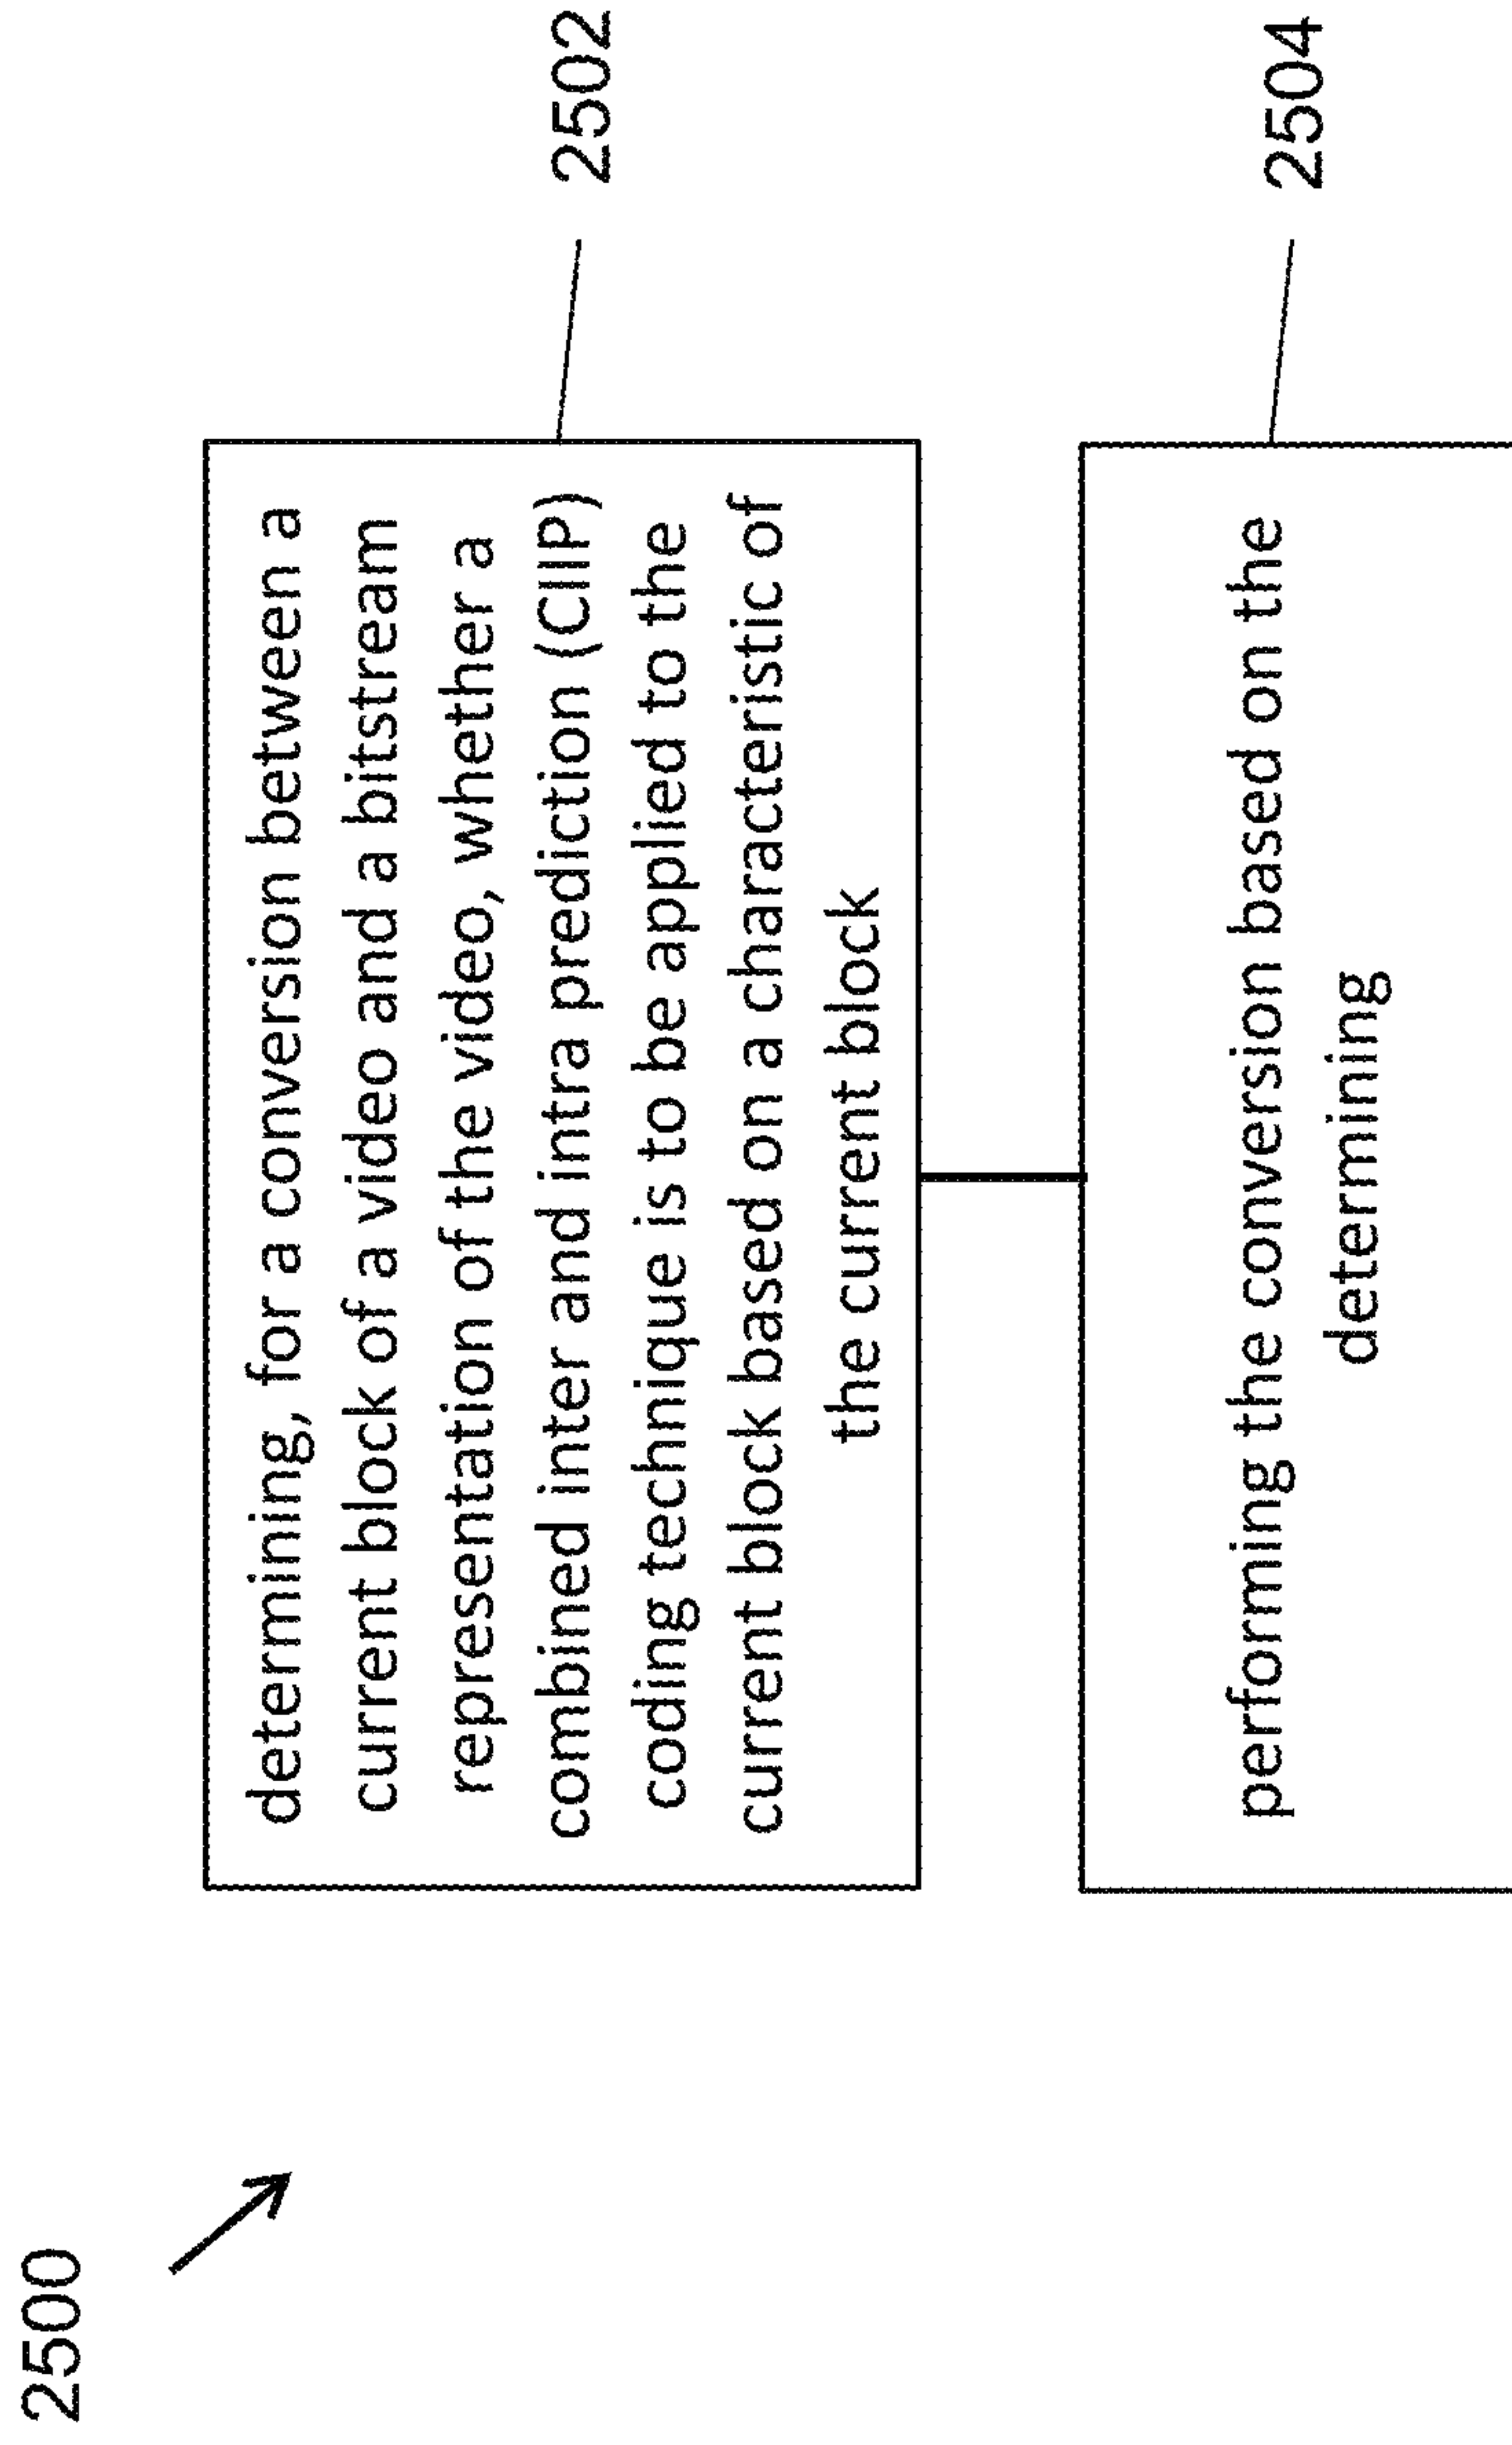 2500
determining, for a conversion between a
current block of a video and a bitstream
representation of the video, whether a
combined inter and intra prediction (CIIP)
coding technique is to be applied to the
current block based on a characteristic of
the current block
2502
performing the conversion based on the
determining
2504